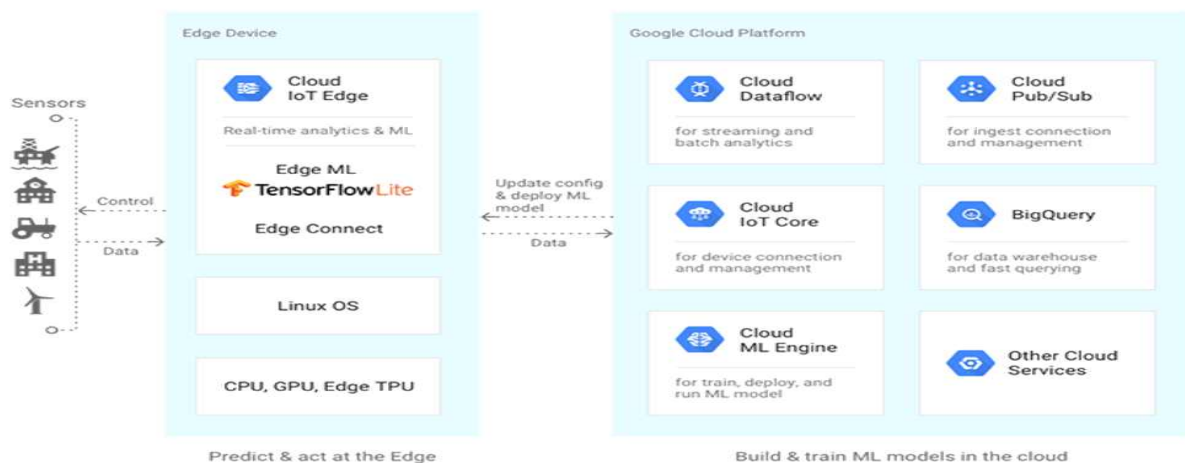 Edge Device
Google Cloud Platform
Sensors
Control
Data
Cloud
IoT Edge
Real-time analytics & ML
Edge ML
TensorFlowLite
Edge Connect
Linux OS
CPU, GPU, Edge TPU
Update config
& deploy ML
model
Data
Cloud
Dataflow
for streaming and
batch analytics
Cloud
Pub/Sub
for ingest connection
and management
Cloud
IoT Core
for device connection
and management
BigQuery
for data warehouse
and fast querying
Cloud
ML Engine
for train, deploy, and
run ML model
Other Cloud
Services
Predict & act at the Edge
Build & train ML models in the cloud